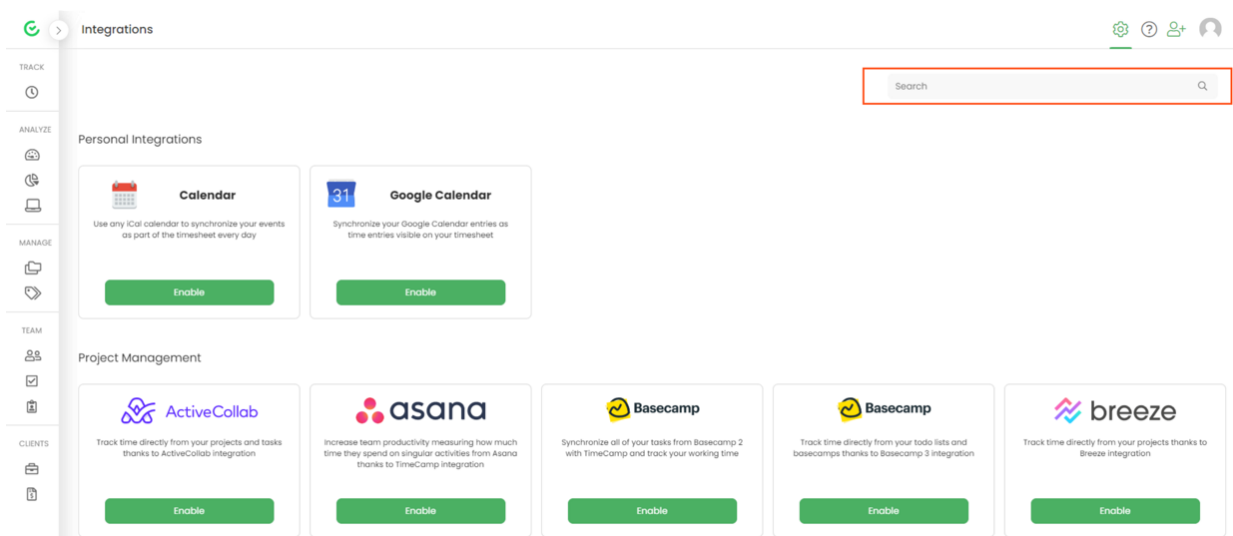 Integrations
TRACK
ANALYZE
MANAGE
TEAM
CLIENTS
Search
Personal Integrations
Calendar
Use any iCal calendar to synchronize your events
as part of the timesheet every day
Enable
31
Google Calendar
Synchronize your Google Calendar entries as
time entries visible on your timesheet
Enable
Project Management
ActiveCollab
Track time directly from your projects and tasks
thanks to ActiveCollab integration
Enable
asana
Increase team productivity measuring how much
time they spend on singular activities from Asana
thanks to TimeCamp integration
Enable
Basecamp
Synchronize all of your tasks from Basecamp 2
with TimeCamp and track your working time
Enable
Basecamp
Track time directly from your todo lists and
basecamps thanks to Basecamp 3 integration
Enable
breeze
Track time directly from your projects thanks to
Breeze integration
Enable